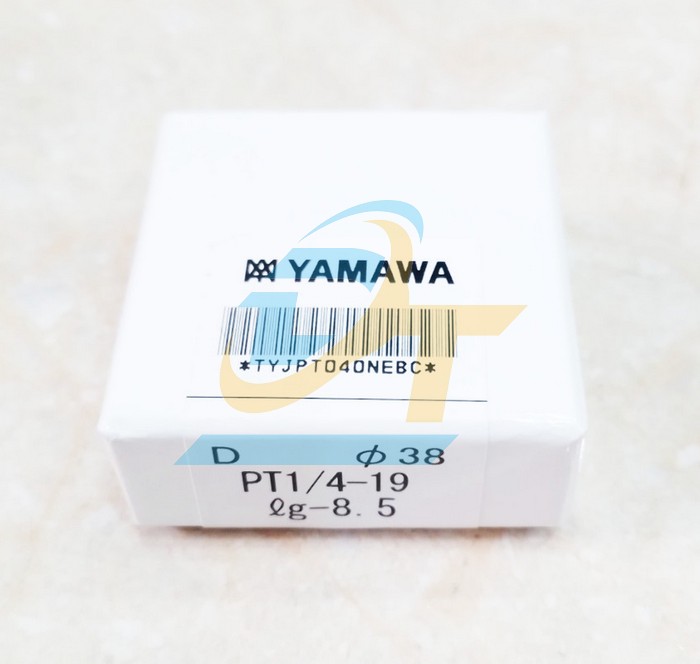 YAMAWA
*TYJPT040NEBC*
D φ38
PT1/4-19
ℓg-8.5